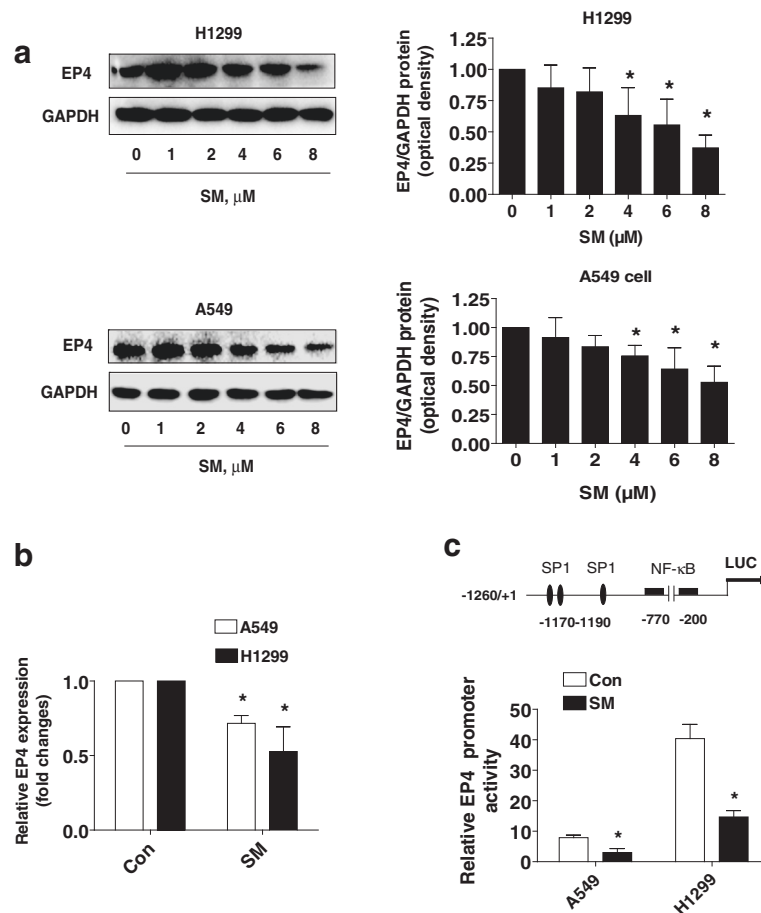 a
H1299
EP4
GAPDH
0 1 2 4 6 8
SM, μM
H1299
EP4/GAPDH protein
(optical density)
1.25
1.00
0.75
0.50
0.25
0.00
* * *
0 1 2 4 6 8
SM (μM)
A549
EP4
GAPDH
0 1 2 4 6 8
SM, μM
A549 cell
EP4/GAPDH protein
(optical density)
1.25
1.00
0.75
0.50
0.25
0.00
* * *
0 1 2 4 6 8
SM (μM)
b
A549
H1299
Relative EP4 expression
(fold changes)
1.0
0.5
0.0
* *
Con SM
c
SP1 SP1 NF-κB LUC
-1260/+1
-1170-1190 -770 -200
Con
SM
Relative EP4 promoter
activity
50
40
30
20
10
0
* *
A549 H1299